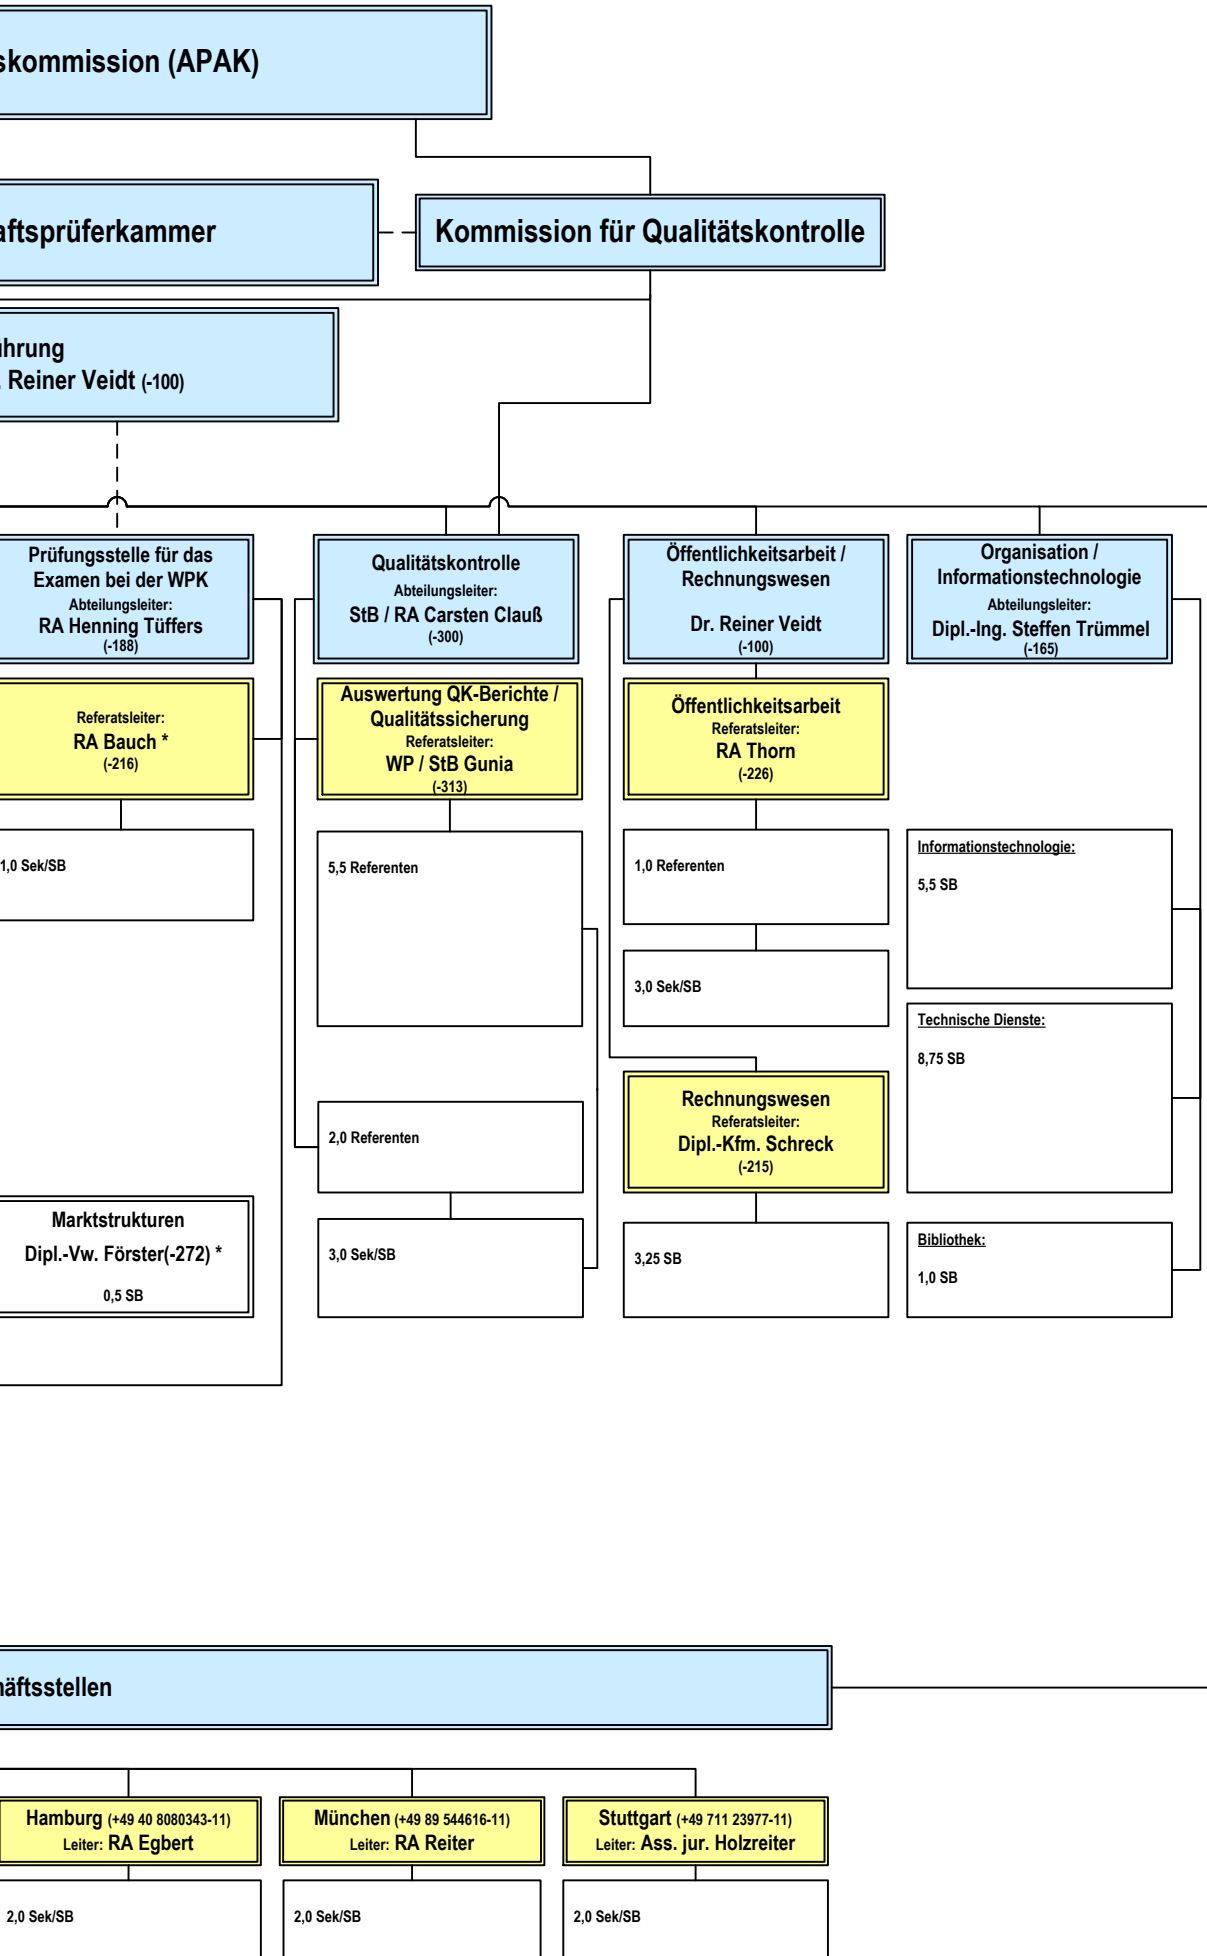 skommission (APAK)
aftsprüferkammer
Kommission für Qualitätskontrolle
ührung
. Reiner Veidt (-100)
Prüfungsstelle für das
Examen bei der WPK
Abteilungsleiter:
RA Henning Tüffers
(-188)
Referatsleiter:
RA Bauch *
(-216)
1,0 Sek/SB
Marktstrukturen
Dipl.-Vw. Förster(-272) *
0,5 SB
Qualitätskontrolle
Abteilungsleiter:
StB / RA Carsten Clauß
(-300)
Auswertung QK-Berichte /
Qualitätssicherung
Referatsleiter:
WP / StB Gunia
(-313)
5,5 Referenten
2,0 Referenten
3,0 Sek/SB
Öffentlichkeitsarbeit /
Rechnungswesen
Dr. Reiner Veidt
(-100)
Öffentlichkeitsarbeit
Referatsleiter:
RA Thorn
(-226)
1,0 Referenten
3,0 Sek/SB
Rechnungswesen
Referatsleiter:
Dipl.-Kfm. Schreck
(-215)
3,25 SB
Organisation /
Informationstechnologie
Abteilungsleiter:
Dipl.-Ing. Steffen Trümmel
(-165)
Informationstechnologie:
5,5 SB
Technische Dienste:
8,75 SB
Bibliothek:
1,0 SB
äftsstellen
Hamburg (+49 40 8080343-11)
Leiter: RA Egbert
2,0 Sek/SB
München (+49 89 544616-11)
Leiter: RA Reiter
2,0 Sek/SB
Stuttgart (+49 711 23977-11)
Leiter: Ass. jur. Holzreiter
2,0 Sek/SB